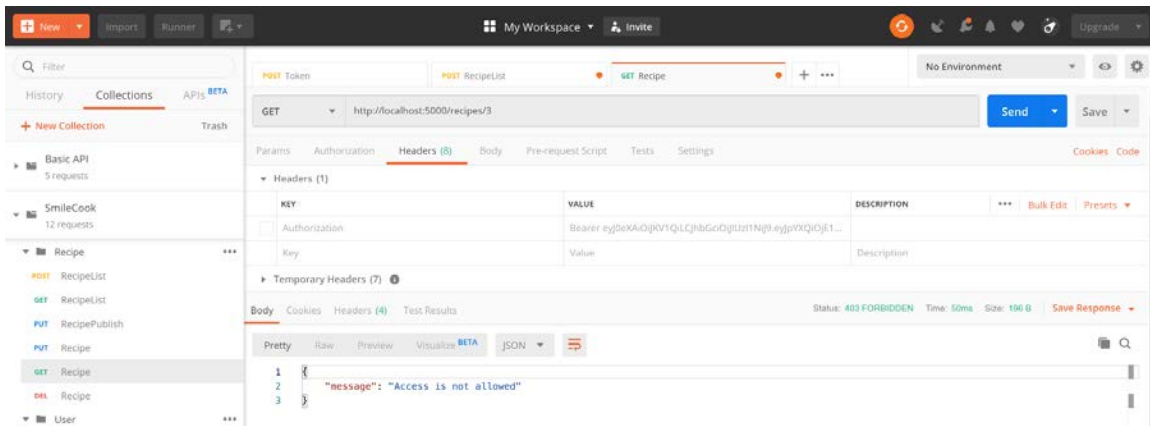 New Import Runner My Workspace Invite Upgrade
Filter
History Collections APIs BETA
+ New Collection Trash
Basic API
5 requests
SmileCook
12 requests
Recipe
POST RecipeList
GET RecipeList
PUT RecipePublish
PUT Recipe
GET Recipe
DEL Recipe
User
POST Token POST RecipeList GET Recipe + ••• No Environment
GET http://localhost:5000/recipes/3 Send Save
Params Authorization Headers (8) Body Pre-request Script Tests Settings Cookies Code
Headers (1)
KEY VALUE DESCRIPTION ••• Bulk Edit Presets
Authorization Bearer
Key Value Description
Temporary Headers (7)
Body Cookies Headers (4) Test Results Status: 403 FORBIDDEN Time: 50ms Size: 196 B Save Response
Pretty Raw Preview Visualize BETA JSON
1 {
2 "message": "Access is not allowed"
3 }